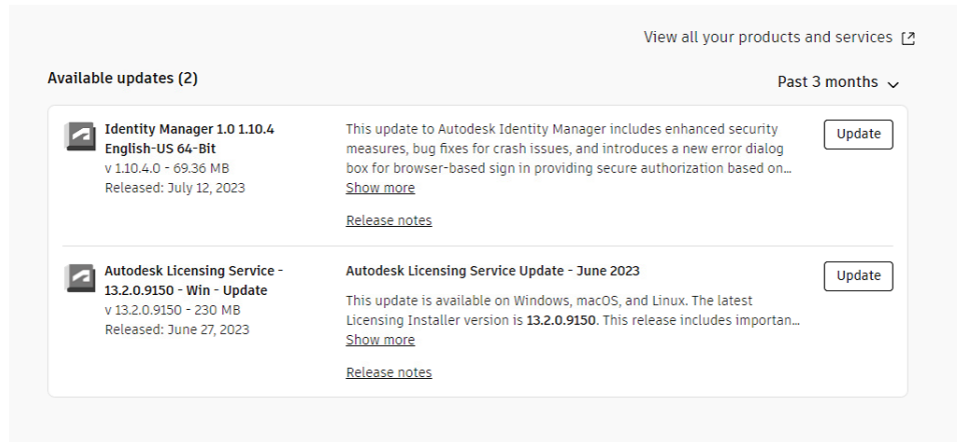 View all your products and services
Available updates (2)
Past 3 months
Identity Manager 1.0 1.10.4
English-US 64-Bit
v 1.10.4.0 - 69.36 MB
Released: July 12, 2023
This update to Autodesk Identity Manager includes enhanced security
measures, bug fixes for crash issues, and introduces a new error dialog
box for browser-based sign in providing secure authorization based on...
Show more
Release notes
Update
Autodesk Licensing Service -
13.2.0.9150 - Win - Update
v 13.2.0.9150 - 230 MB
Released: June 27, 2023
Autodesk Licensing Service Update - June 2023
This update is available on Windows, macOS, and Linux. The latest
Licensing Installer version is 13.2.0.9150. This release includes importan...
Show more
Release notes
Update